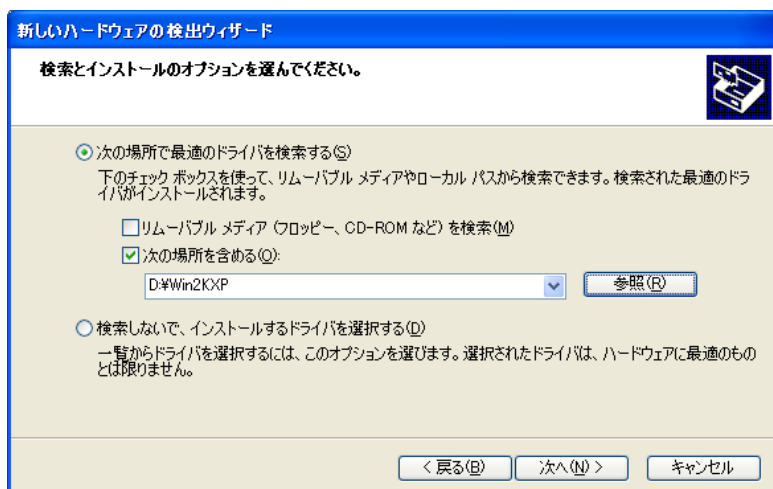 新しいハードウェアの検出ウィザード
検索とインストールのオプションを選んでください。
次の場所で最適のドライバを検索する(S)
下のチェック ボックスを使って、リムーバブル メディアやローカル パスから検索できます。検索された最適のドラ
イバがインストールされます。
リムーバブル メディア (フロッピー、CD-ROM など) を検索(M)
次の場所を含める(O):
D:¥Win2KXP
参照(R)
検索しないで、インストールするドライバを選択する(D)
一覧からドライバを選択するには、このオプションを選びます。選択されたドライバは、ハードウェアに最適のもの
とは限りません。
< 戻る(B) 次へ(N) > キャンセル